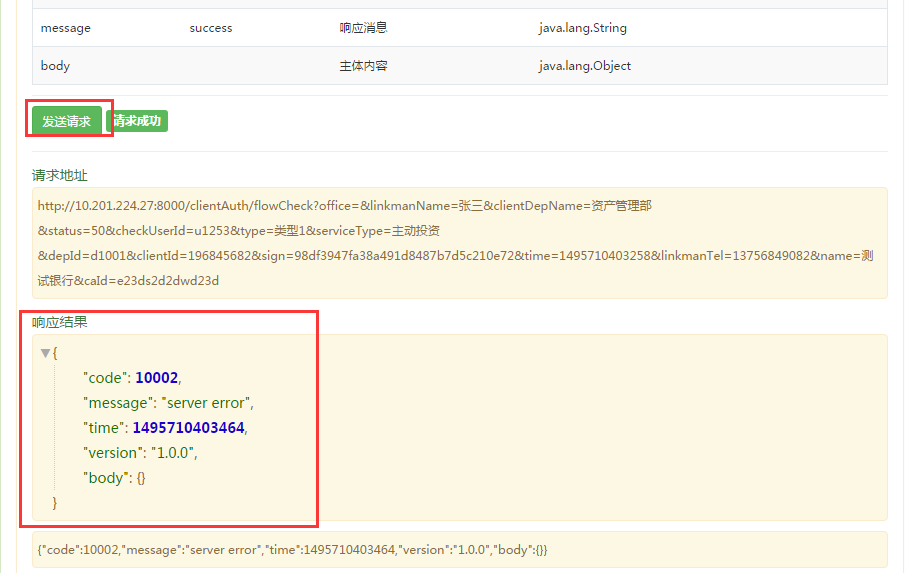 message success 响应消息 java.lang.String
body 主体内容 java.lang.Object
发送请求 请求成功
请求地址
http://10.201.224.27:8000/clientAuth/flowCheck?office=&linkmanName=张三&clientDepName=资产管理部
&status=50&checkUserId=u1253&type=类型1&serviceType=主动投资
&depId=d1001&clientId=196845682&sign=98df3947fa38a491d8487b7d5c210e72&time=1495710403258&linkmanTel=13756849082&name=测
试银行&caId=e23ds2d2dwd23d
响应结果
{
"code": 10002,
"message": "server error",
"time": 1495710403464,
"version": "1.0.0",
"body": {}
}
{"code":10002,"message":"server error","time":1495710403464,"version":"1.0.0","body":{}}